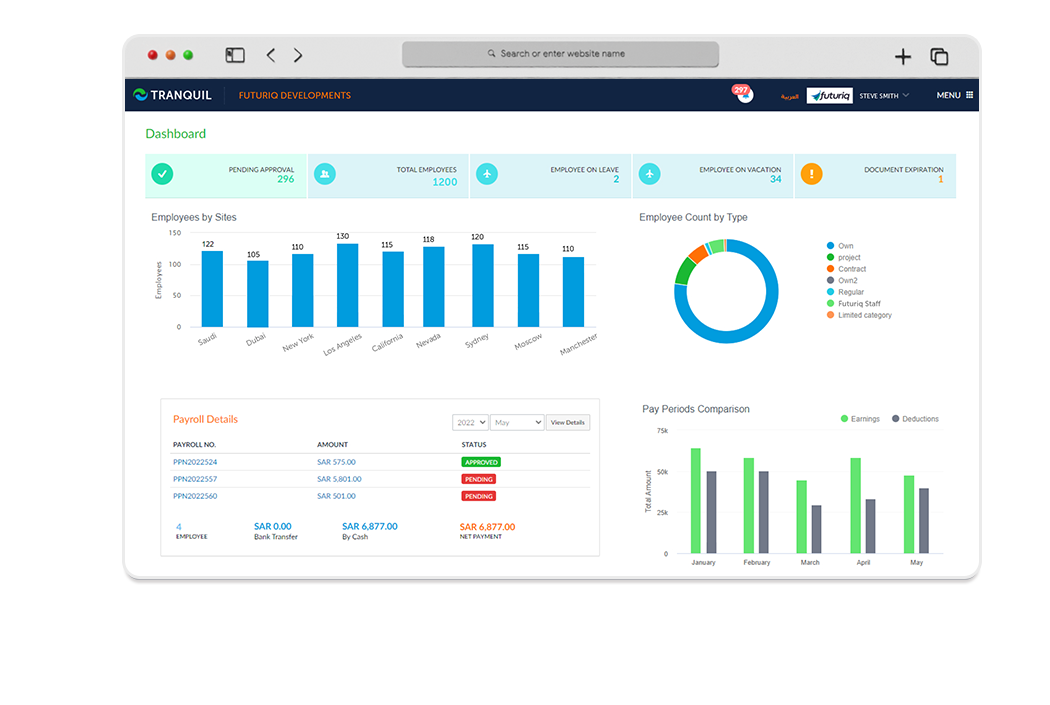 Search or enter website name
TRANQUIL
FUTURIQ DEVELOPMENTS
297
العربية
futuriq
STEVE SMITH
MENU
Dashboard
PENDING APPROVAL
296
TOTAL EMPLOYEES
1200
EMPLOYEE ON LEAVE
2
EMPLOYEE ON VACATION
34
DOCUMENT EXPIRATION
1
Employees by Sites
150
100
50
0
Employees
122
105
110
130
115
118
120
115
110
Saudi
Dubai
New York
Los Angeles
California
Nevada
Sydney
Moscow
Manchester
Employee Count by Type
Own
project
Contract
Own2
Regular
Futuriq Staff
Limited category
Payroll Details
2022
May
View Details
PAYROLL NO. AMOUNT STATUS
PPN2022524 SAR 575.00 APPROVED
PPN2022557 SAR 5,801.00 PENDING
PPN2022560 SAR 501.00 PENDING
4 SAR 0.00 SAR 6,877.00 SAR 6,877.00
EMPLOYEE Bank Transfer By Cash NET PAYMENT
Pay Periods Comparison
Earnings
Deductions
75k
50k
25k
0
Total Amount
January
February
March
April
May